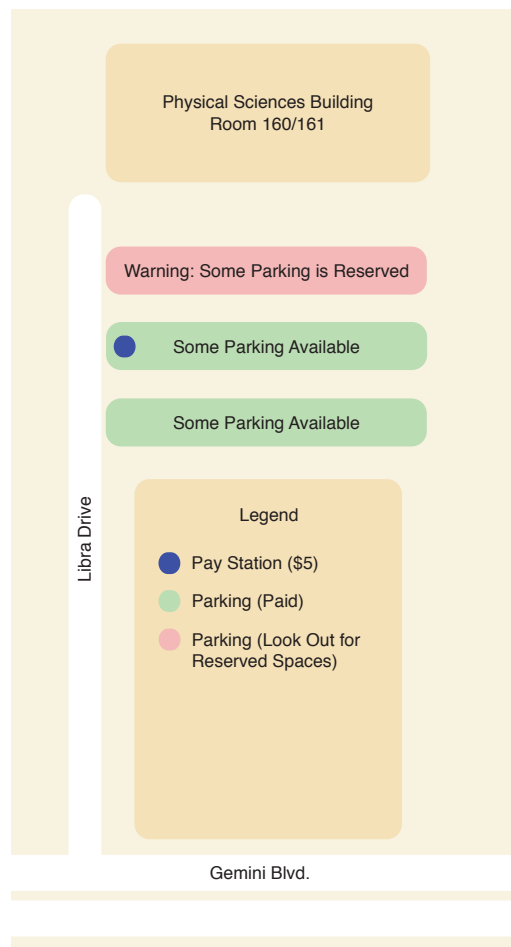 Physical Sciences Building
Room 160/161
Warning: Some Parking is Reserved
Some Parking Available
Some Parking Available
Libra Drive
Legend
Pay Station ($5)
Parking (Paid)
Parking (Look Out for
Reserved Spaces)
Gemini Blvd.